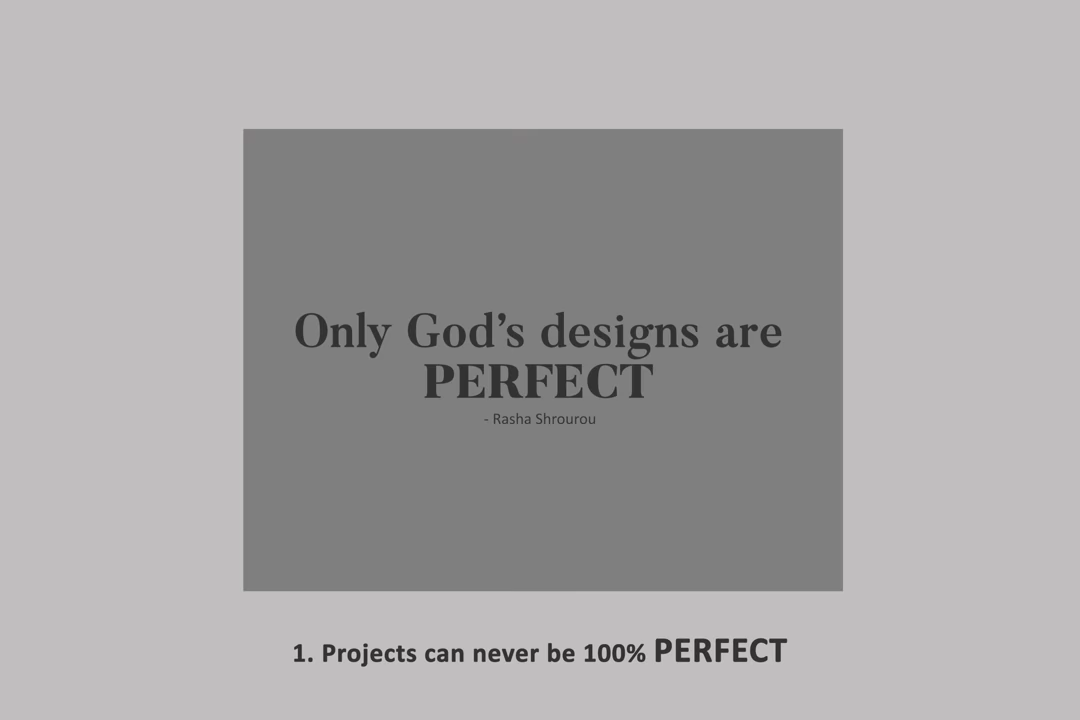 Only God’s designs are
PERFECT
- Rasha Shrourou
1. Projects can never be 100% PERFECT